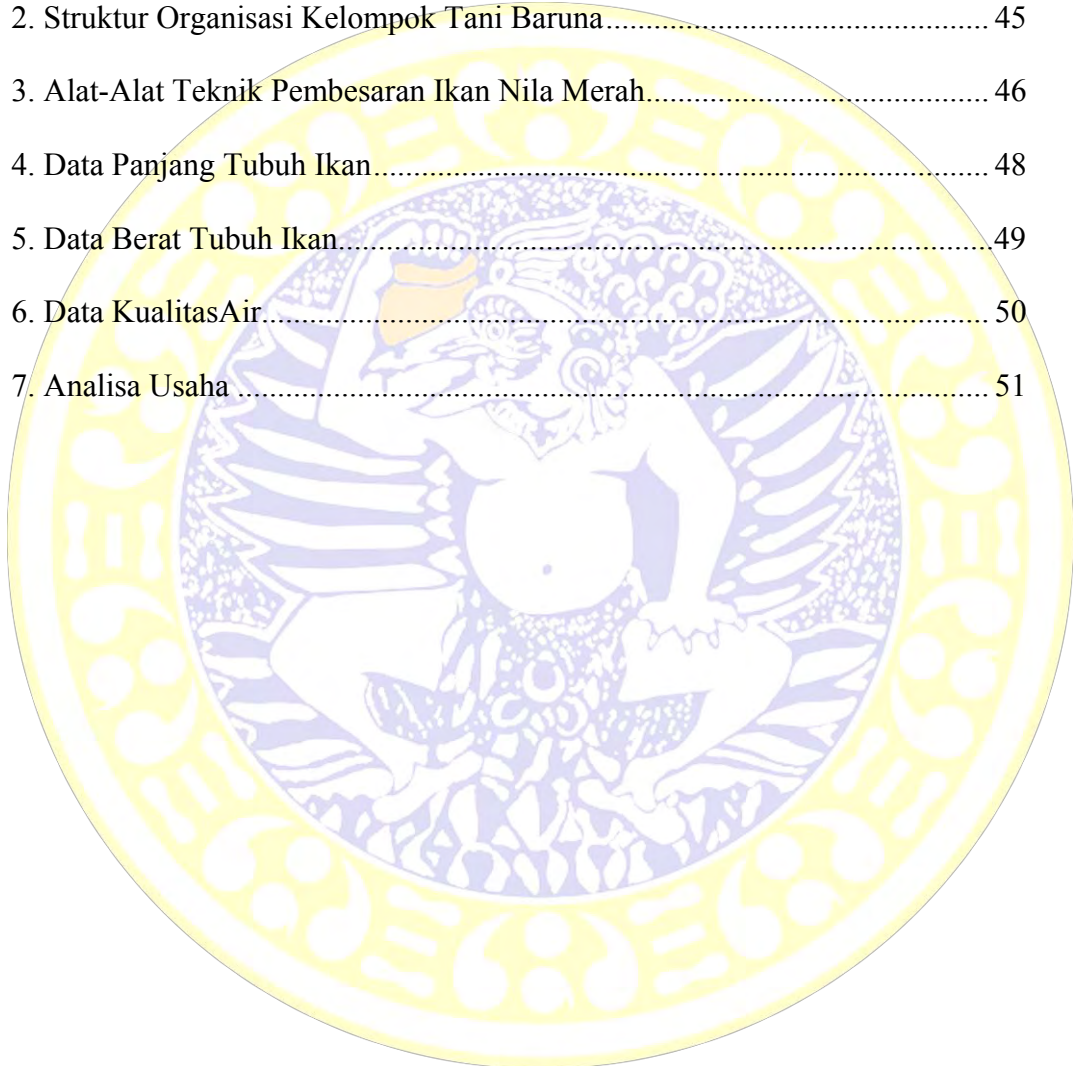 2. Struktur Organisasi Kelompok Tani Baruna.............................................. 45
3. Alat-Alat Teknik Pembesaran Ikan Nila Merah......................................... 46
4. Data Panjang Tubuh Ikan.......................................................................... 48
5. Data Berat Tubuh Ikan...............................................................................49
6. Data KualitasAir........................................................................................ 50
7. Analisa Usaha ........................................................................................... 51